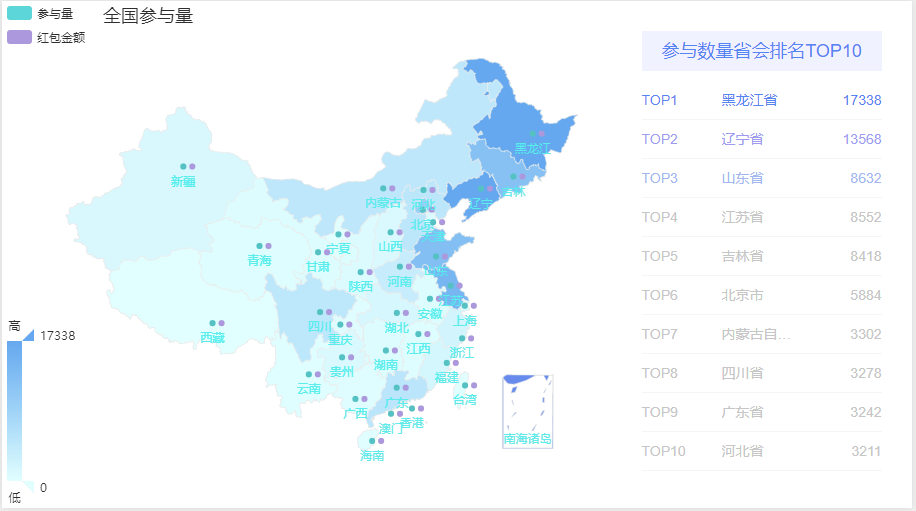 参与量
红包金额
全国参与量
参与数量省会排名TOP10
TOP1 黑龙江省 17338
TOP2 辽宁省 13568
TOP3 山东省 8632
TOP4 江苏省 8552
TOP5 吉林省 8418
TOP6 北京市 5884
TOP7 内蒙古自... 3302
TOP8 四川省 3278
TOP9 广东省 3242
TOP10 河北省 3211
黑龙江
新疆
吉林
内蒙古
河北
辽宁
北京
天津
山西
宁夏
青海
甘肃
山东
河南
陕西
江苏
安徽
上海
西藏
四川
重庆
湖北
江西
浙江
湖南
贵州
福建
云南
台湾
广东
广西
香港
澳门
海南
南海诸岛
高
17338
0
低